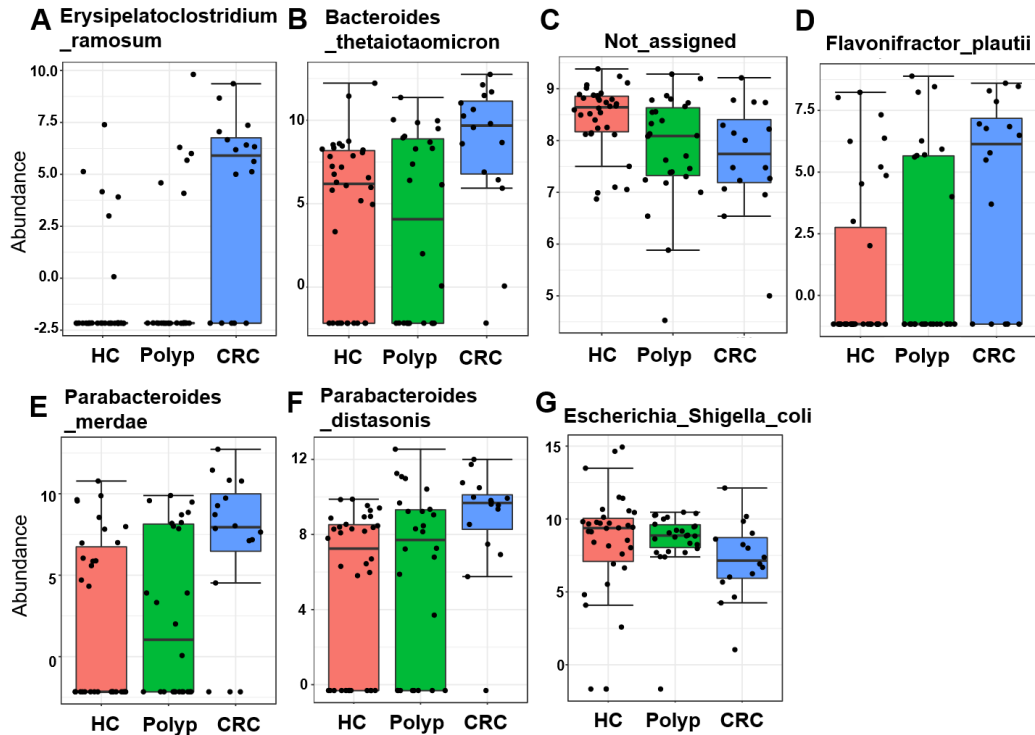 A Erysipelatoclostridium
_ramosum
Abundance
10.0
7.5
5.0
2.5
0.0
-2.5
HC Polyp CRC
B Bacteroides
_thetaiotaomicron
10
5
0
HC Polyp CRC
C
Not_assigned
9
8
7
6
5
HC Polyp CRC
D
Flavonifractor_plautii
7.5
5.0
2.5
0.0
HC Polyp CRC
E Parabacteroides
_merdae
Abundance
10
5
0
HC Polyp CRC
F Parabacteroides
_distasonis
12
8
4
0
HC Polyp CRC
G
Escherichia_Shigella_coli
15
10
5
0
HC Polyp CRC